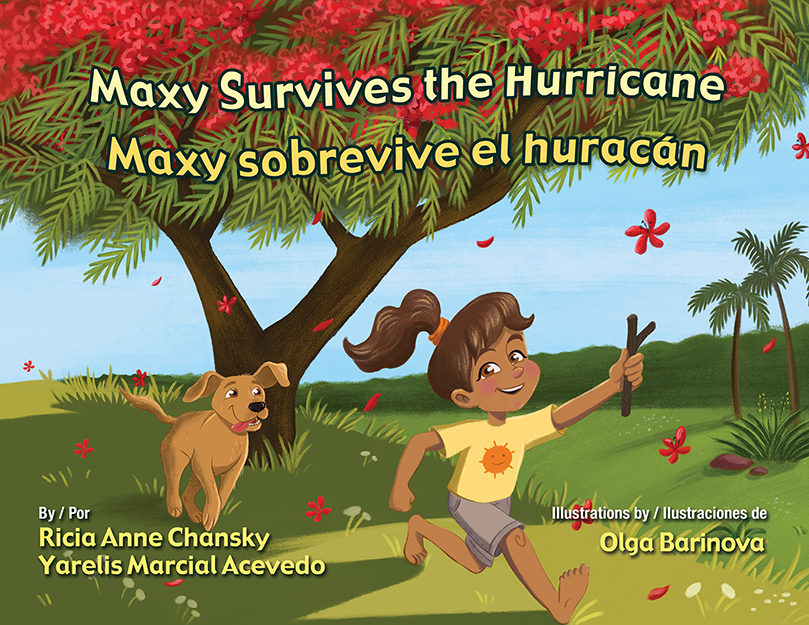 Maxy Survives the Hurricane
Maxy sobrevive el huracán
By / Por
Ricia Anne Chansky
Yarelis Marcial Acevedo
Illustrations by / Ilustraciones de
Olga Barinova